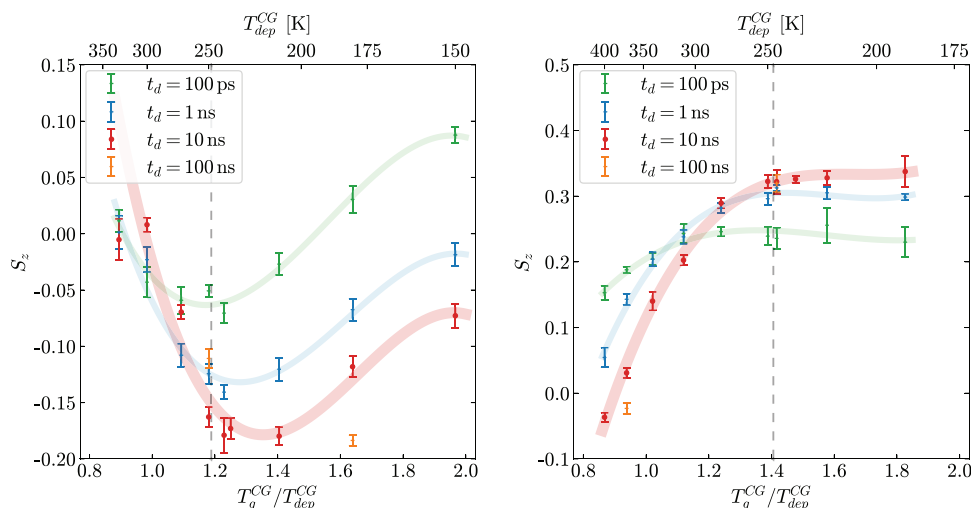 T_{dep}^{CG} [K]
350 300 250 200 175 150
0.15
0.10
0.05
0.00
-0.05
-0.10
-0.15
-0.20
S_z
t_d = 100 ps
t_d = 1 ns
t_d = 10 ns
t_d = 100 ns
0.8 1.0 1.2 1.4 1.6 1.8 2.0
T_g^{CG}/T_{dep}^{CG}
T_{dep}^{CG} [K]
400 350 300 250 200 175
0.5
0.4
0.3
0.2
0.1
0.0
-0.1
S_z
t_d = 100 ps
t_d = 1 ns
t_d = 10 ns
t_d = 100 ns
0.8 1.0 1.2 1.4 1.6 1.8 2.0
T_g^{CG}/T_{dep}^{CG}